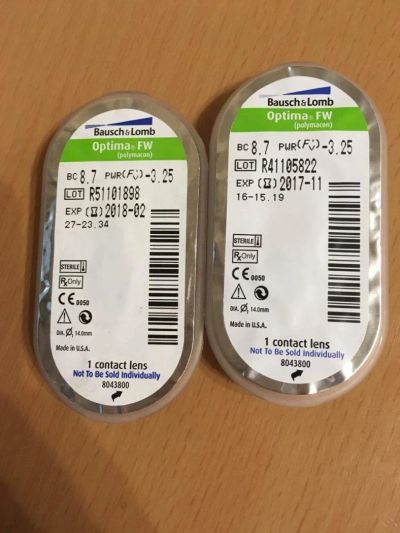 Bausch & Lomb
Optima® FW
(polymacon)
BC 8.7 PWR(F) -3.25
LOT R51101898
EXP 2018-02
27-23.34
STERILE
Rx Only
CE 0050
DIA. Ø, 14.0mm
Made in U.S.A.
1 contact lens
Not To Be Sold Individually
8043800
Bausch & Lomb
Optima® FW
(polymacon)
BC 8.7 PWR(F) -3.25
LOT R41105822
EXP 2017-11
16-15.19
STERILE
Rx Only
CE 0050
DIA. Ø, 14.0mm
Made in U.S.A.
1 contact lens
Not To Be Sold Individually
8043800